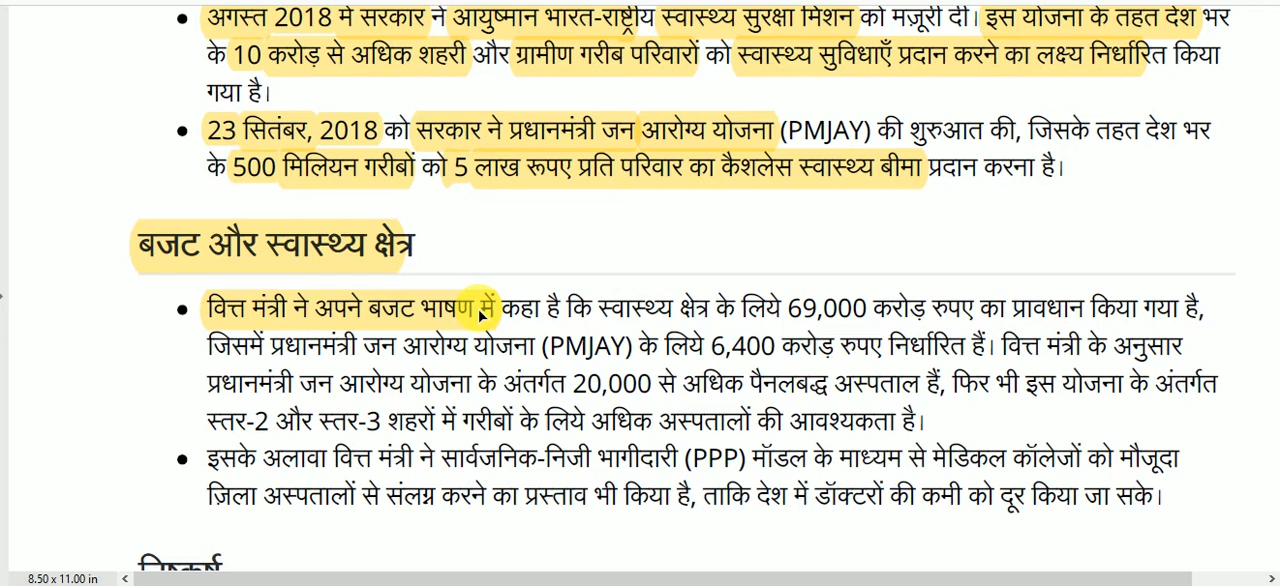 अगस्त 2018 में सरकार ने आयुष्मान भारत-राष्ट्रीय स्वास्थ्य सुरक्षा मिशन को मज़ूरी दी। इस योजना के तहत देश भर
के 10 करोड़ से अधिक शहरी और ग्रामीण गरीब परिवारों को स्वास्थ्य सुविधाएँ प्रदान करने का लक्ष्य निर्धारित किया
गया है।
23 सितंबर, 2018 को सरकार ने प्रधानमंत्री जन आरोग्य योजना (PMJAY) की शुरुआत की, जिसके तहत देश भर
के 500 मिलियन गरीबों को 5 लाख रूपए प्रति परिवार का कैशलेस स्वास्थ्य बीमा प्रदान करना है।
बजट और स्वास्थ्य क्षेत्र
वित्त मंत्री ने अपने बजट भाषण में कहा है कि स्वास्थ्य क्षेत्र के लिये 69,000 करोड़ रुपए का प्रावधान किया गया है,
जिसमें प्रधानमंत्री जन आरोग्य योजना (PMJAY) के लिये 6,400 करोड़ रुपए निर्धारित हैं। वित्त मंत्री के अनुसार
प्रधानमंत्री जन आरोग्य योजना के अंतर्गत 20,000 से अधिक पैनलबद्ध अस्पताल हैं, फिर भी इस योजना के अंतर्गत
स्तर-2 और स्तर-3 शहरों में गरीबों के लिये अधिक अस्पतालों की आवश्यकता है।
इसके अलावा वित्त मंत्री ने सार्वजनिक-निजी भागीदारी (PPP) मॉडल के माध्यम से मेडिकल कॉलेजों को मौजूदा
ज़िला अस्पतालों से संलग्न करने का प्रस्ताव भी किया है, ताकि देश में डॉक्टरों की कमी को दूर किया जा सके।
निष्कर्ष
8.50 x 11.00 in